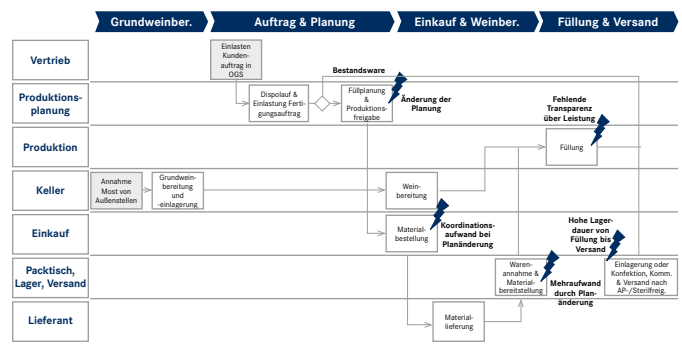 Grundweinber.
Auftrag & Planung
Einkauf & Weinber.
Füllung & Versand
Vertrieb
Einlasten
Kunden-
auftrag in
OGS
Bestandsware
Produktions-
planung
Dispolauf &
Einlastung Ferti-
gungsauftrag
Füllplanung
&
Produktions-
freigabe
Änderung der
Planung
Fehlende
Transparenz
über Leistung
Produktion
Füllung
Keller
Annahme
Most von
Außenstellen
Grundwein-
bereitung
und
-einlagerung
Wein-
bereitung
Einkauf
Material-
bestellung
Koordinations-
aufwand bei
Planänderung
Hohe Lager-
dauer von
Füllung bis
Versand
Packtisch,
Lager, Versand
Waren-
annahme &
Material-
bereitstellung
Mehraufwand
durch Plan-
änderung
Einlagerung oder
Konfektion, Komm.
& Versand nach
AP-/Sterilfreig.
Lieferant
Material-
lieferung